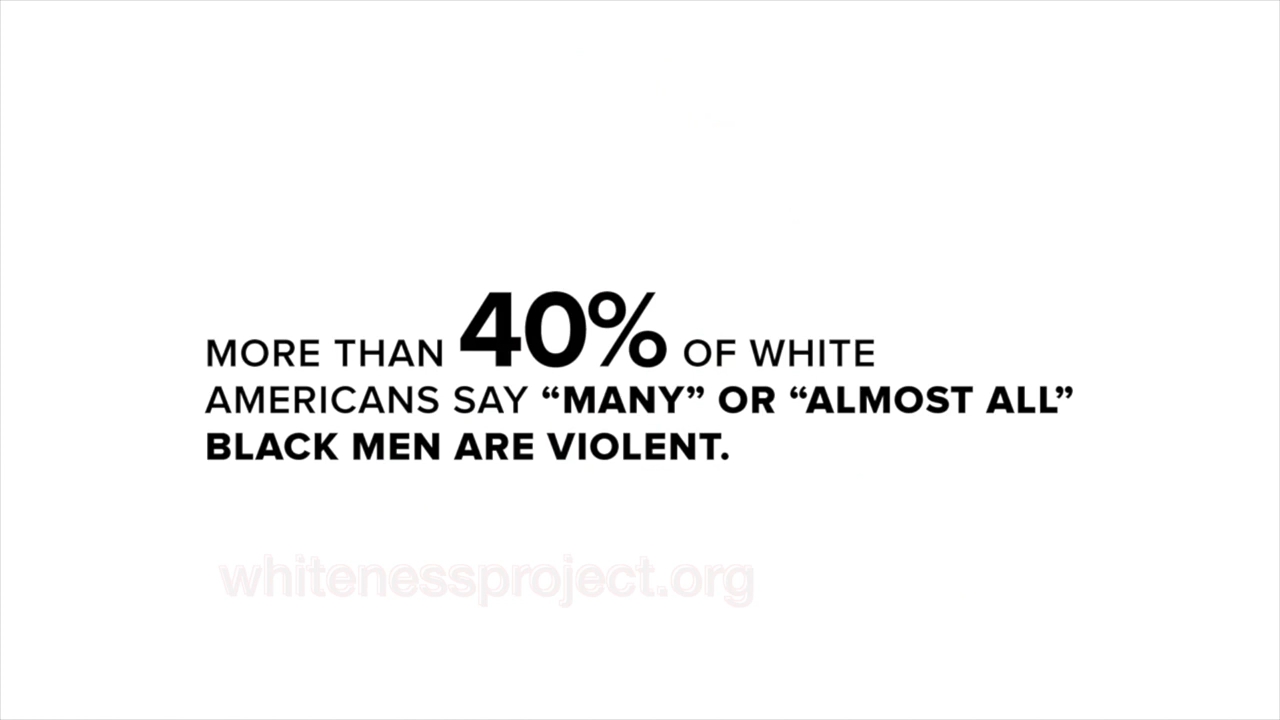 MORE THAN 40% OF WHITE
AMERICANS SAY “MANY” OR “ALMOST ALL”
BLACK MEN ARE VIOLENT.
whitenessproject.org